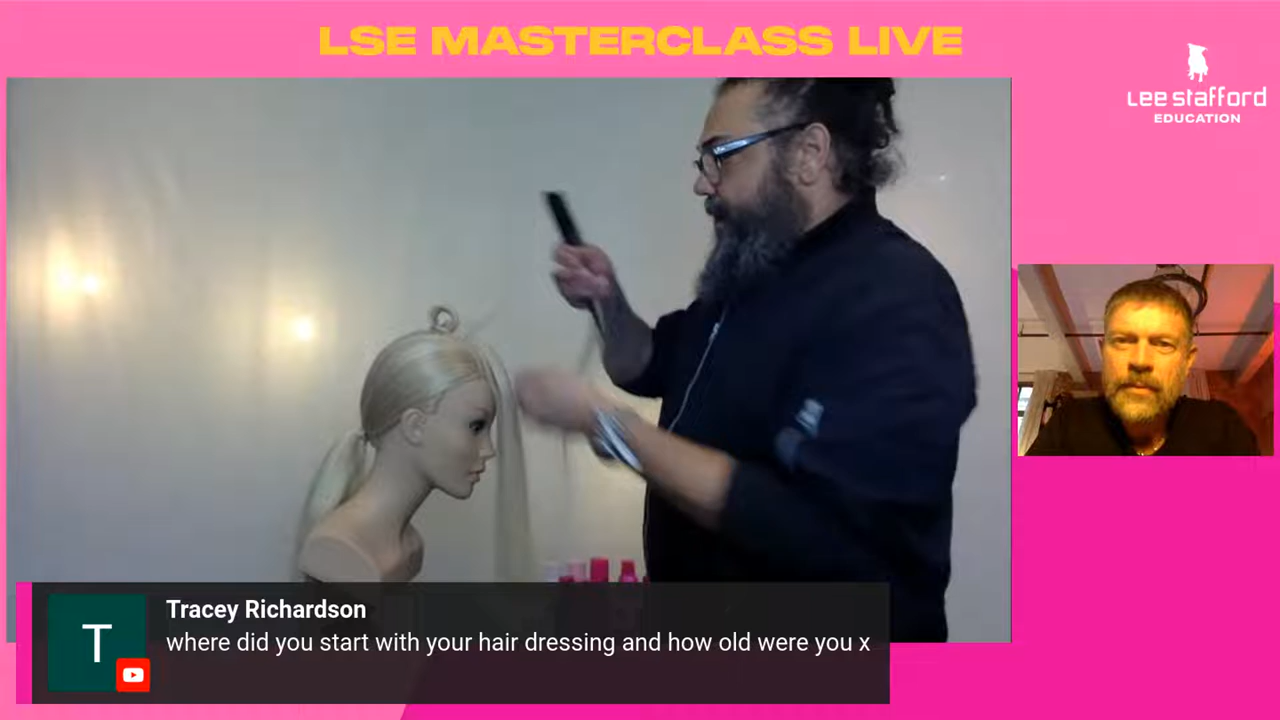 LSE MASTERCLASS LIVE
Lee Stafford
EDUCATION
T
Tracey Richardson
where did you start with your hair dressing and how old were you x